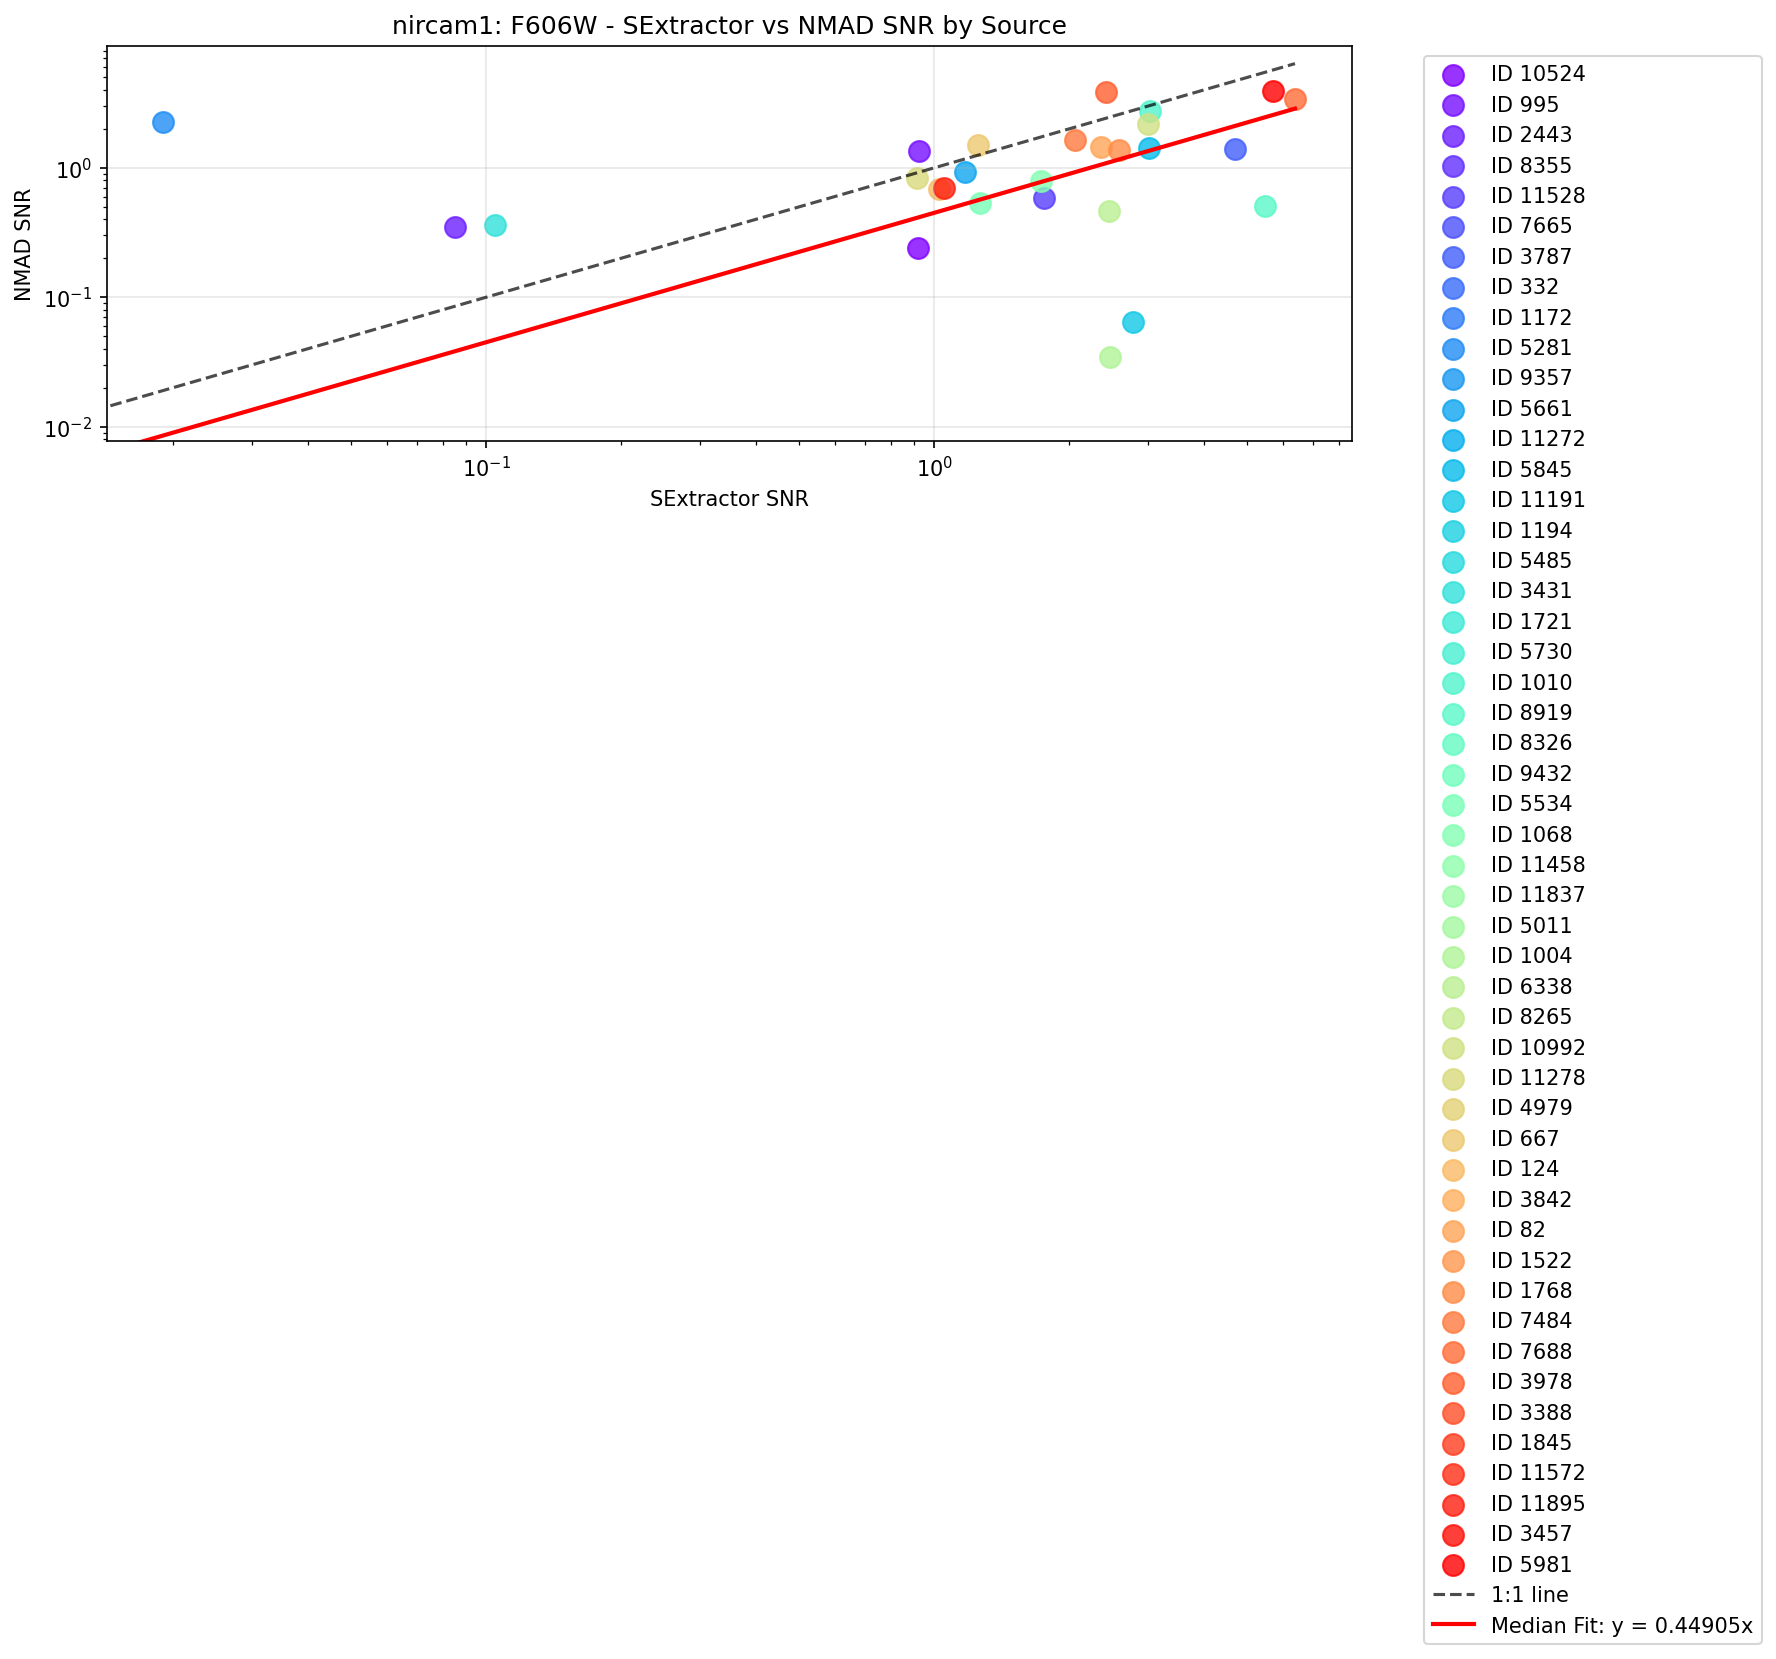 nircam1: F606W - SExtractor vs NMAD SNR by Source
NMAD SNR
10⁰
10⁻¹
10⁻²
10⁻¹
10⁰
SExtractor SNR
ID 10524
ID 995
ID 2443
ID 8355
ID 11528
ID 7665
ID 3787
ID 332
ID 1172
ID 5281
ID 9357
ID 5661
ID 11272
ID 5845
ID 11191
ID 1194
ID 5485
ID 3431
ID 1721
ID 5730
ID 1010
ID 8919
ID 8326
ID 9432
ID 5534
ID 1068
ID 11458
ID 11837
ID 5011
ID 1004
ID 6338
ID 8265
ID 10992
ID 11278
ID 4979
ID 667
ID 124
ID 3842
ID 82
ID 1522
ID 1768
ID 7484
ID 7688
ID 3978
ID 3388
ID 1845
ID 11572
ID 11895
ID 3457
ID 5981
1:1 line
Median Fit: y = 0.44905x